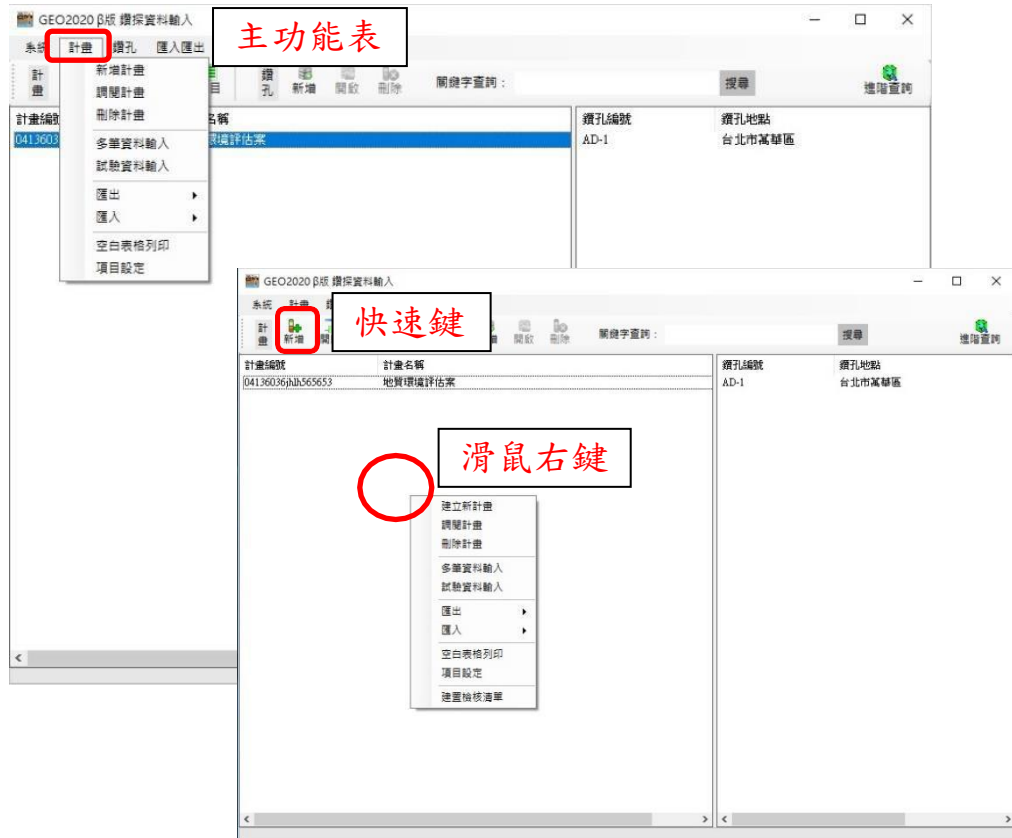 GEO2020 β版 鑽探資料輸入
系統 計畫 鑽孔 匯入匯出
主功能表
計畫
目
鑽孔 新增 開啟 刪除 關鍵字查詢： 搜尋 進階查詢
新增計畫
調閱計畫
刪除計畫
多筆資料輸入
試驗資料輸入
匯出
匯入
空白表格列印
項目設定
計畫編號 名稱 鑽孔編號 鑽孔地點
0413603 環境評估案 AD-1 台北市萬華區
GEO2020 β版 鑽探資料輸入
系統 計畫
快速鍵
計畫 新增 開啟 刪除 關鍵字查詢： 搜尋 進階查詢
計畫編號 計畫名稱 鑽孔編號 鑽孔地點
04136036jhlh565653 地質環境評估案 AD-1 台北市萬華區
滑鼠右鍵
建立新計畫
調閱計畫
刪除計畫
多筆資料輸入
試驗資料輸入
匯出
匯入
空白表格列印
項目設定
建置檢核清單